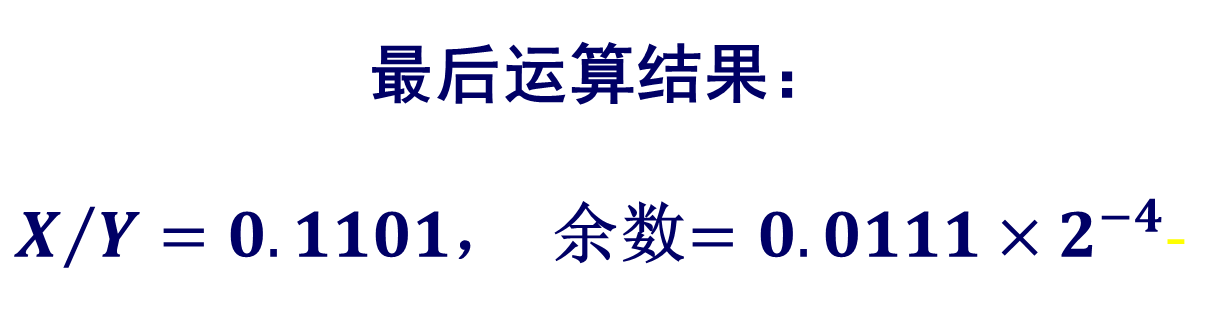 最后运算结果：
X/Y = 0.1101， 余数= 0.0111 × 2⁻⁴